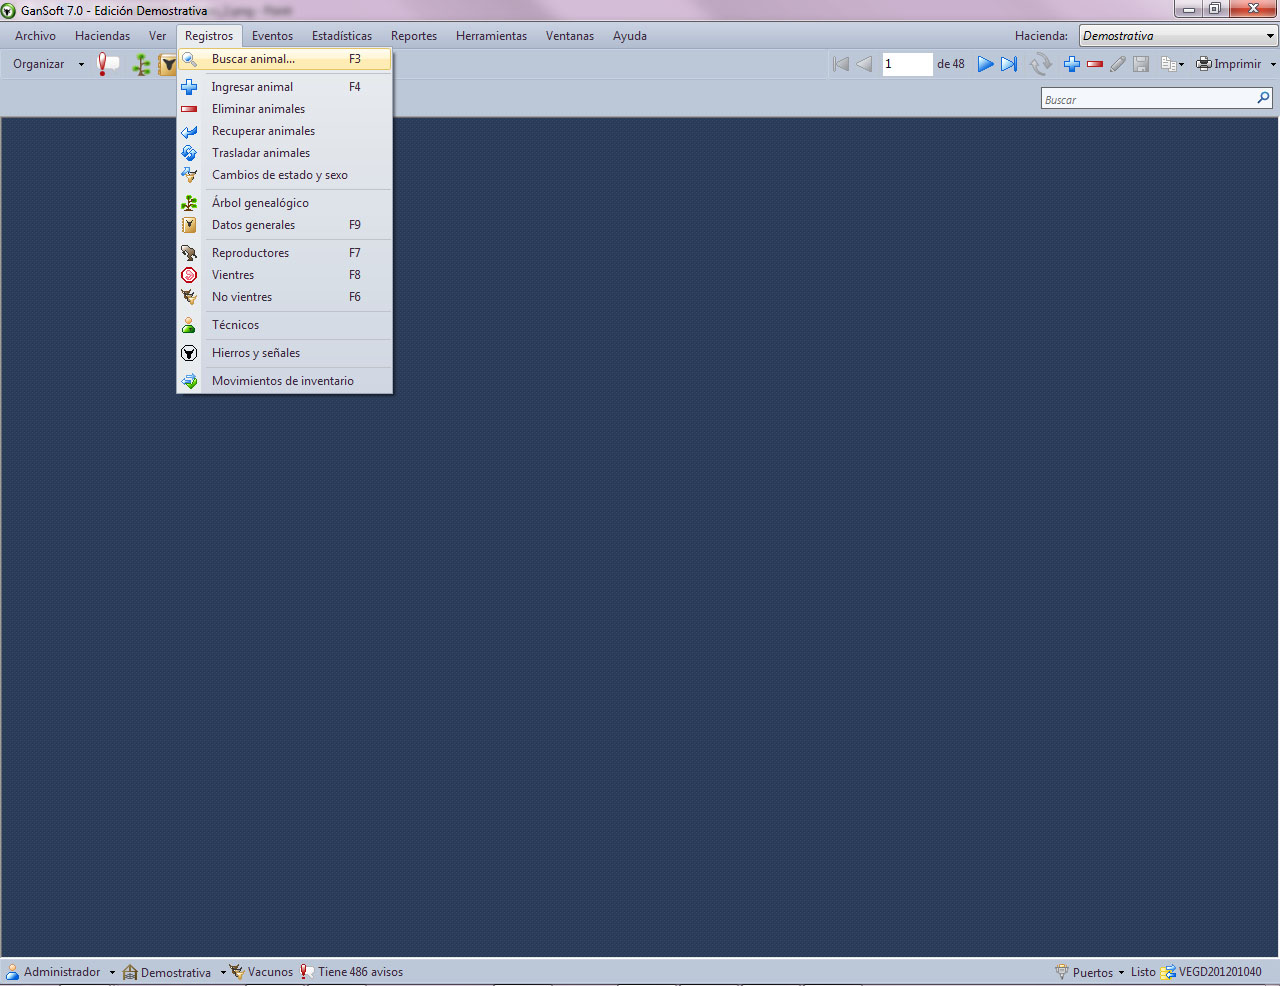 GanSoft 7.0 - Edición Demostrativa
Archivo Haciendas Ver Registros Eventos Estadísticas Reportes Herramientas Ventanas Ayuda Hacienda: Demostrativa
Organizar 1 de 48 Imprimir
Buscar
Buscar animal... F3
Ingresar animal F4
Eliminar animales
Recuperar animales
Trasladar animales
Cambios de estado y sexo
Árbol genealógico
Datos generales F9
Reproductores F7
Vientres F8
No vientres F6
Técnicos
Hierros y señales
Movimientos de inventario
Administrador Demostrativa Vacunos Tiene 486 avisos Puertos Listo VEGD201201040